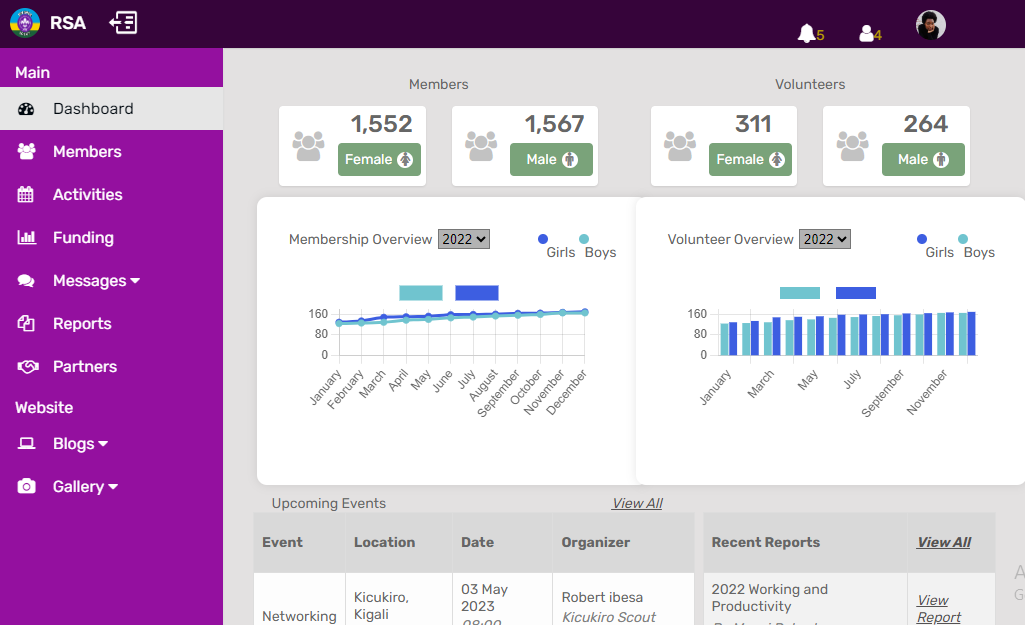 RSA
5
4
Main
Dashboard
Members
Activities
Funding
Messages
Reports
Partners
Website
Blogs
Gallery
Members
1,552
Female
1,567
Male
Volunteers
311
Female
264
Male
Membership Overview 2022
Girls Boys
160
80
0
January
February
March
April
May
June
July
August
September
October
November
December
Volunteer Overview 2022
Girls Boys
160
80
0
January
March
May
July
September
November
Upcoming Events View All
Event Location Date Organizer
Networking
Kicukiro,
Kigali
03 May
2023
08:00
Robert ibesa
Kicukiro Scout
Recent Reports View All
2022 Working and
Productivity
View
Report